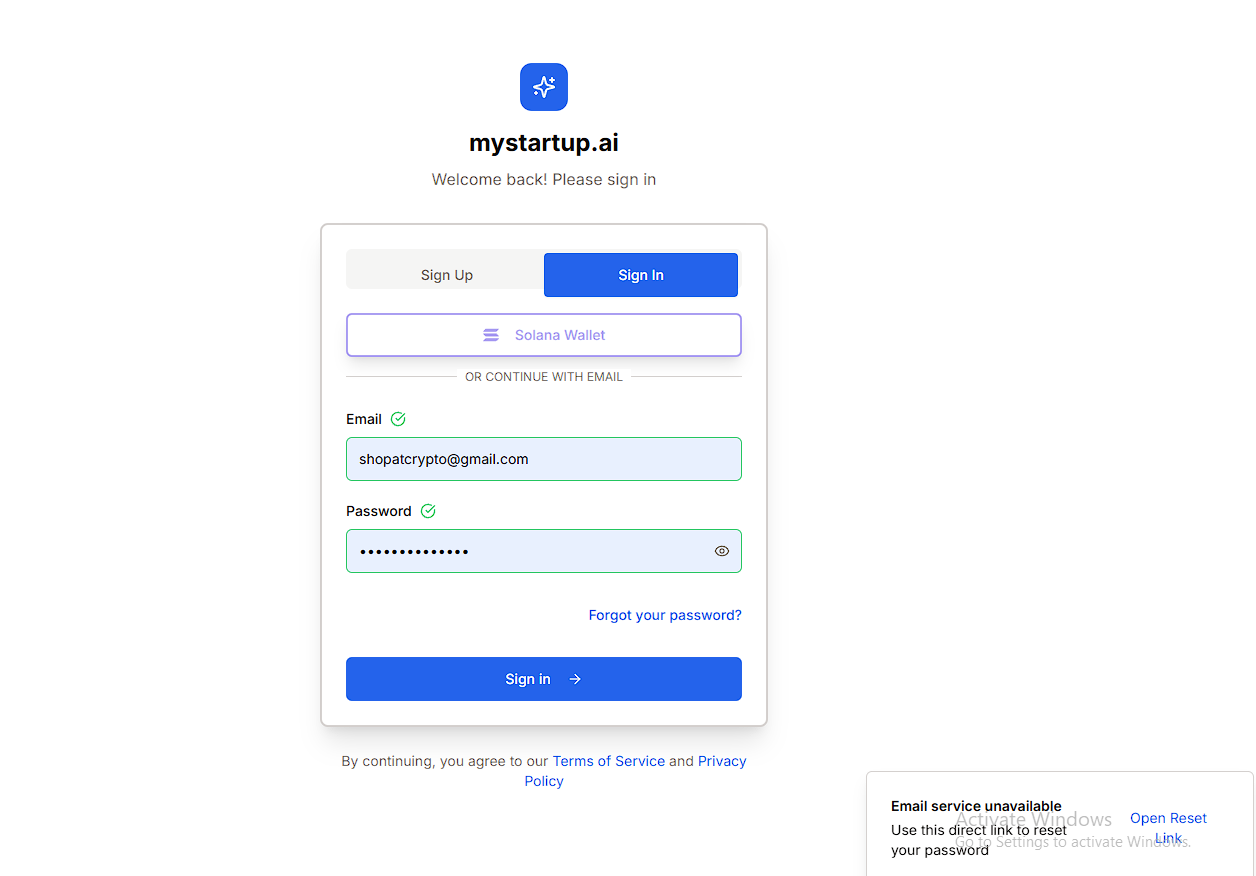 mystartup.ai
Welcome back! Please sign in
Sign Up
Sign In
Solana Wallet
OR CONTINUE WITH EMAIL
Email
shopatcrypto@gmail.com
Password
••••••••••••••
Forgot your password?
Sign in →
By continuing, you agree to our Terms of Service and Privacy
Policy
Email service unavailable
Use this direct link to reset
your password
Open Reset
Link
Activate Windows
Go to Settings to activate Windows.